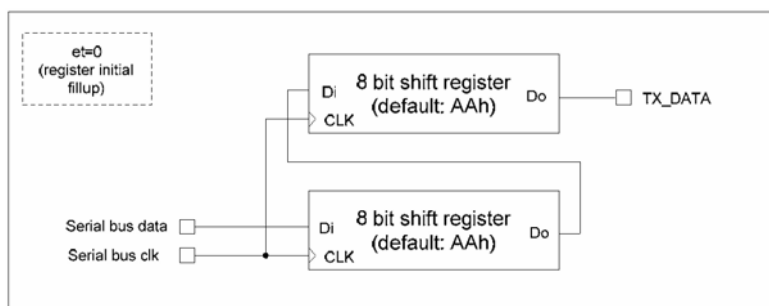 et=0
(register initial
fillup)
8 bit shift register
(default: AAh)
Di
CLK
Do
TX_DATA
8 bit shift register
(default: AAh)
Serial bus data
Di
Do
Serial bus clk
CLK